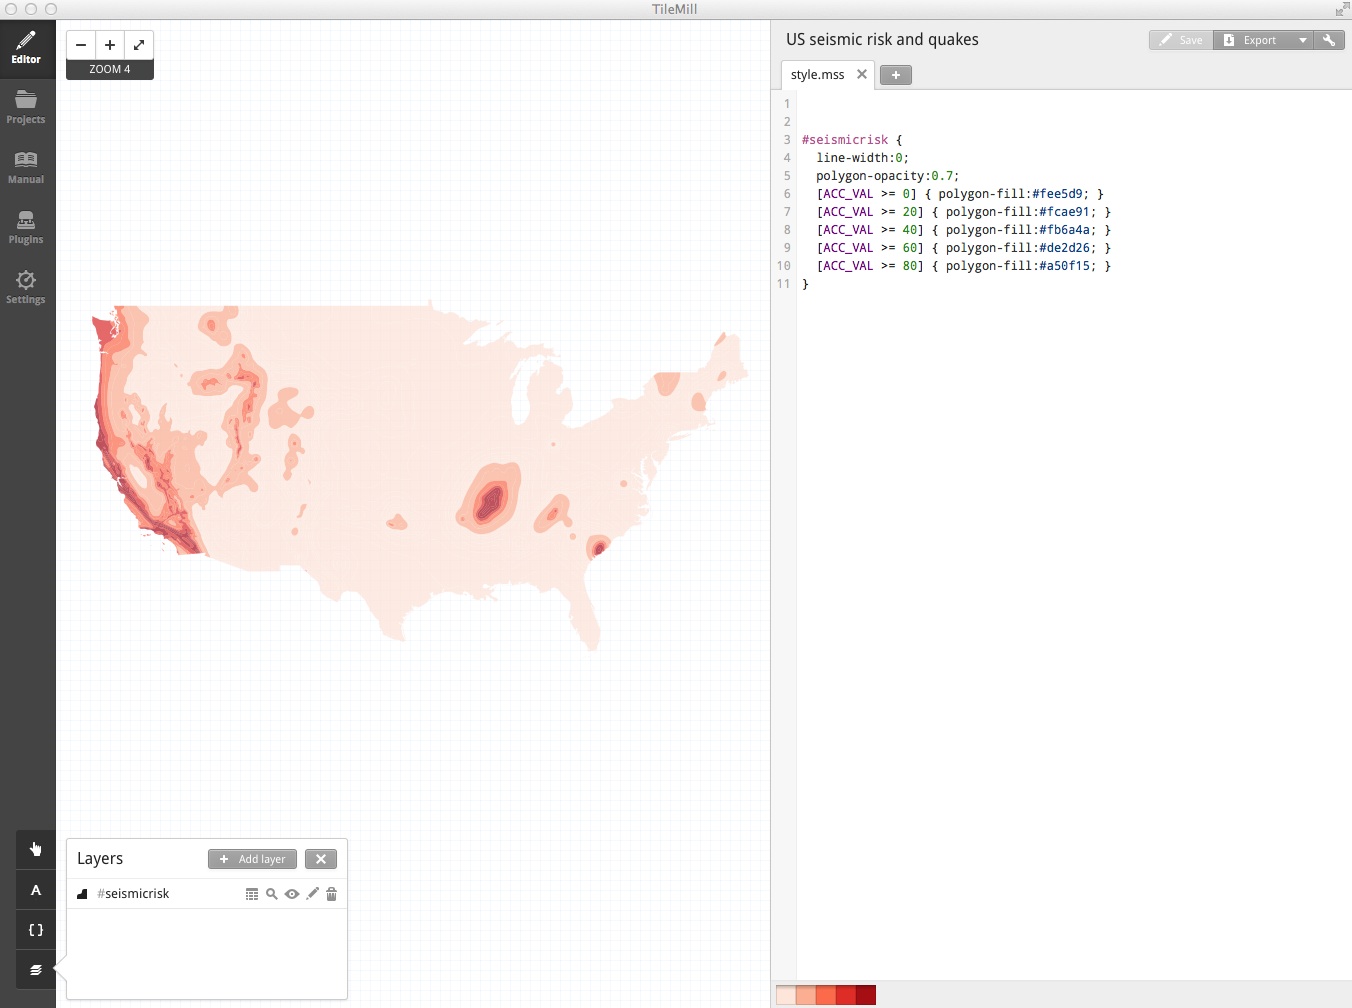 TileMill
Editor
Projects
Manual
Plugins
Settings
ZOOM 4
US seismic risk and quakes
Save
Export
style.mss
1
2
3 #seismicrisk {
4 line-width:0;
5 polygon-opacity:0.7;
6 [ACC_VAL >= 0] { polygon-fill:#fee5d9; }
7 [ACC_VAL >= 20] { polygon-fill:#fcae91; }
8 [ACC_VAL >= 40] { polygon-fill:#fb6a4a; }
9 [ACC_VAL >= 60] { polygon-fill:#de2d26; }
10 [ACC_VAL >= 80] { polygon-fill:#a50f15; }
11 }
A
{ }
Layers
+ Add layer
#seismicrisk